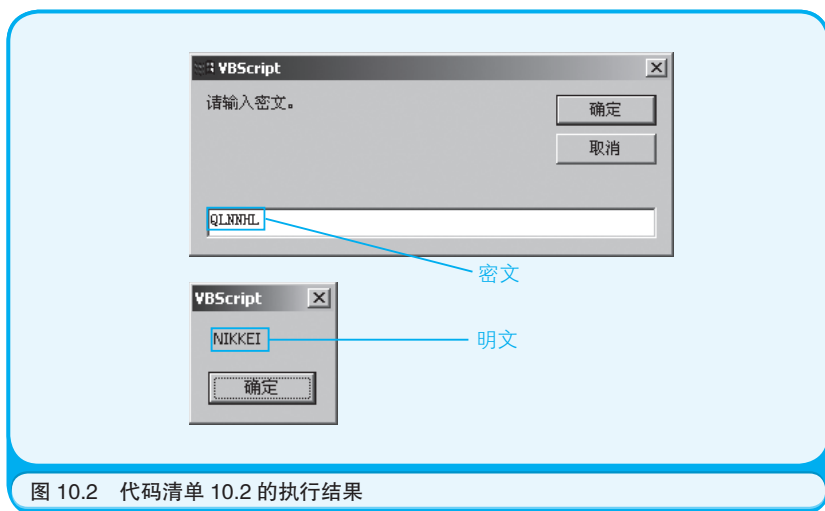 VBScript
请输入密文。
确定
取消
QLNNHL
密文
VBScript
NIKKEI
明文
确定
图 10.2 代码清单 10.2 的执行结果